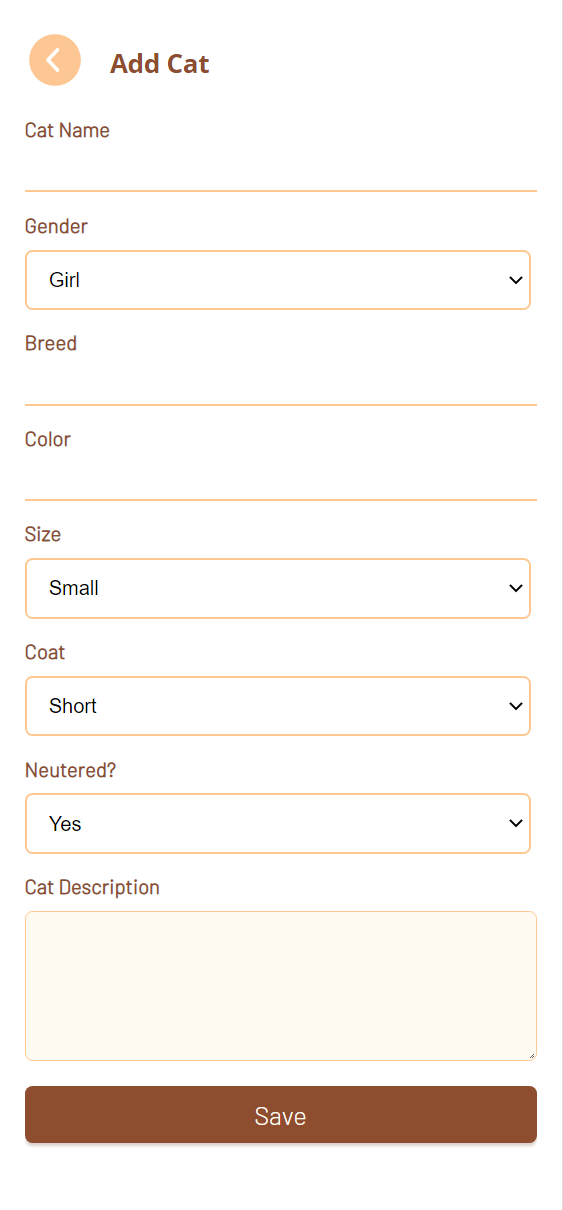 Add Cat
Cat Name
Gender
Girl
Breed
Color
Size
Small
Coat
Short
Neutered?
Yes
Cat Description
Save